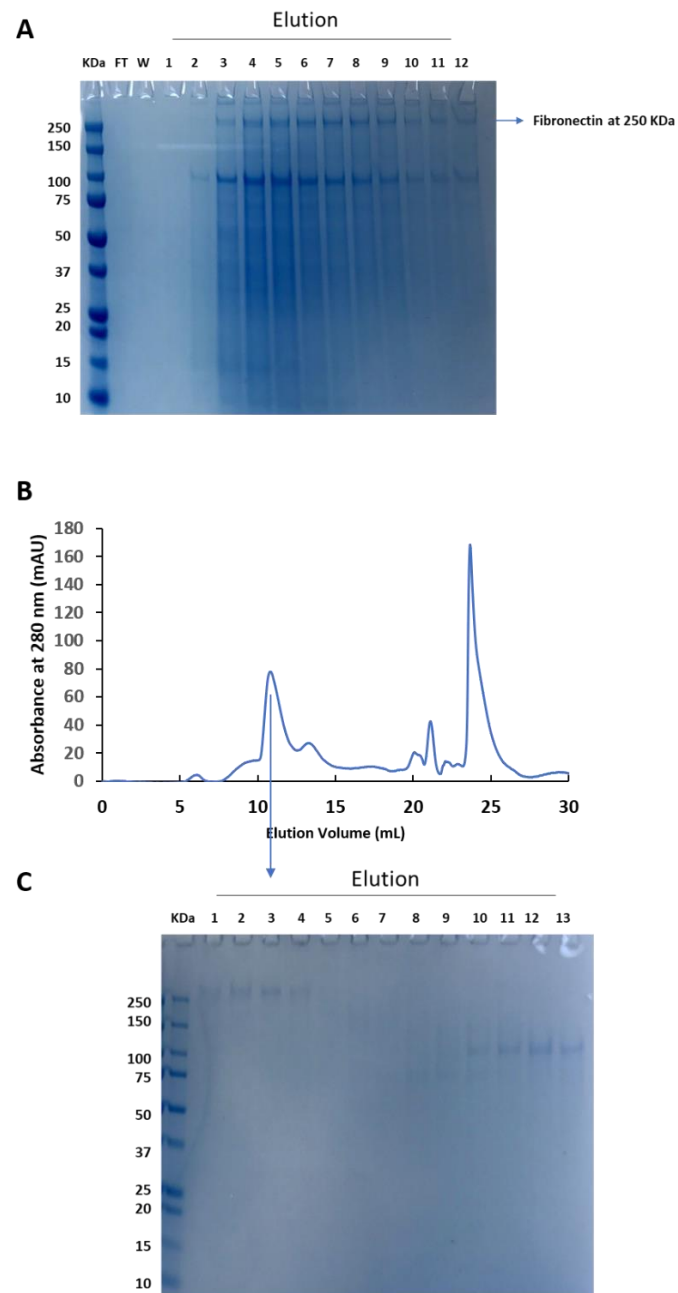 A
Elution
KDa FT W 1 2 3 4 5 6 7 8 9 10 11 12
250
150
100
75
50
37
25
20
15
10
Fibronectin at 250 KDa
B
Absorbance at 280 nm (mAU)
180
160
140
120
100
80
60
40
20
0
0 5 10 15 20 25 30
Elution Volume (mL)
C
Elution
KDa 1 2 3 4 5 6 7 8 9 10 11 12 13
250
150
100
75
50
37
25
20
15
10